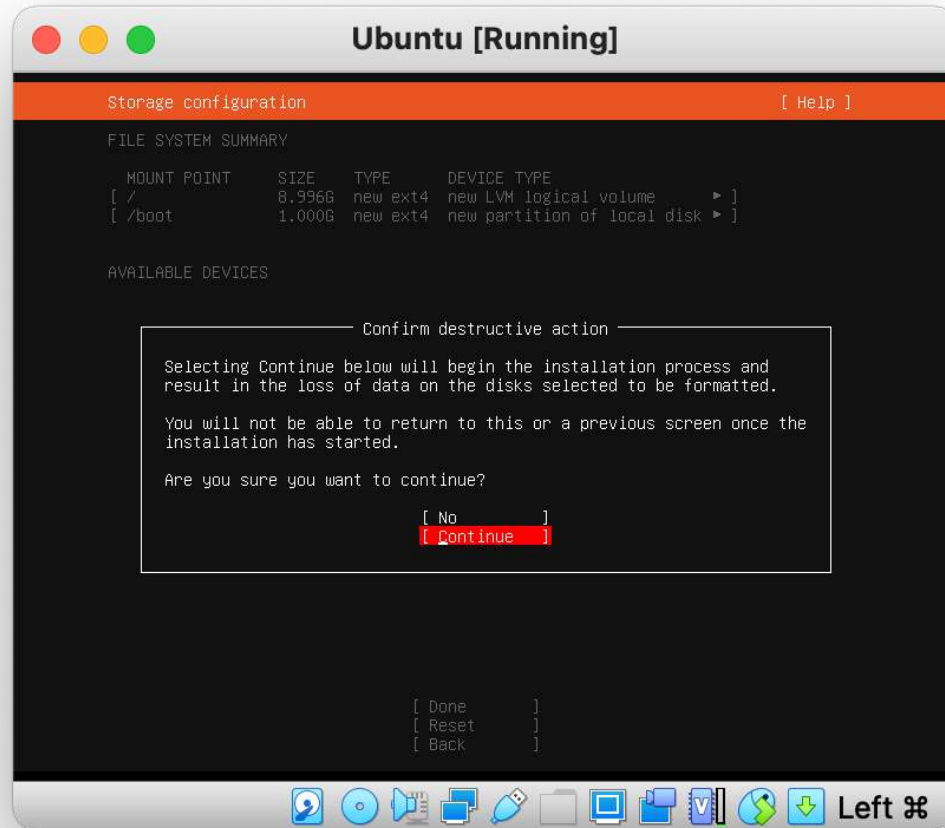 Ubuntu [Running]
Storage configuration [ Help ]
FILE SYSTEM SUMMARY
MOUNT POINT SIZE TYPE DEVICE TYPE
[ / 8.996G new ext4 new LVM logical volume ▸ ]
[ /boot 1.000G new ext4 new partition of local disk ▸ ]
AVAILABLE DEVICES
Confirm destructive action
Selecting Continue below will begin the installation process and
result in the loss of data on the disks selected to be formatted.
You will not be able to return to this or a previous screen once the
installation has started.
Are you sure you want to continue?
[ No ]
[ Continue ]
[ Done ]
[ Reset ]
[ Back ]
V
Left ⌘